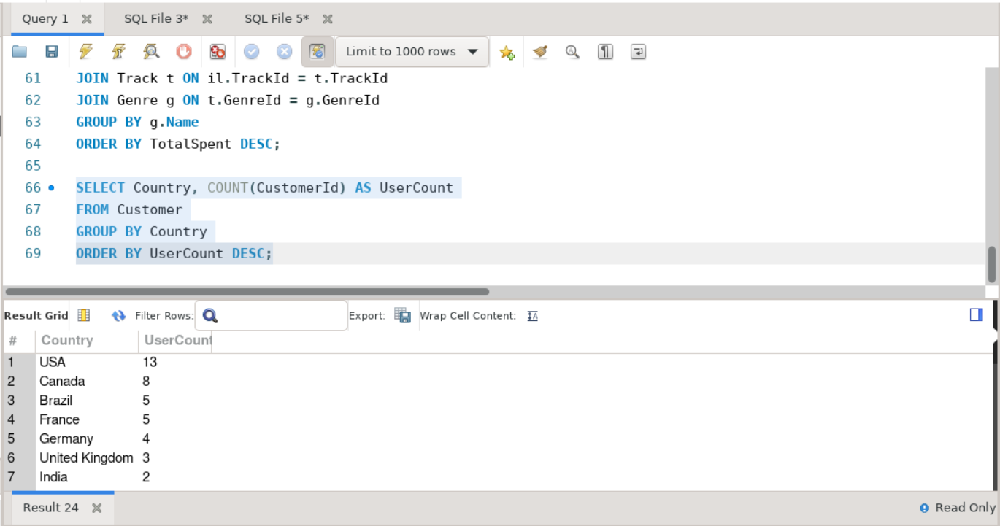 Query 1 SQL File 3* SQL File 5*
Limit to 1000 rows
61 JOIN Track t ON il.TrackId = t.TrackId
62 JOIN Genre g ON t.GenreId = g.GenreId
63 GROUP BY g.Name
64 ORDER BY TotalSpent DESC;
65
66 SELECT Country, COUNT(CustomerId) AS UserCount
67 FROM Customer
68 GROUP BY Country
69 ORDER BY UserCount DESC;
Result Grid Filter Rows: Export: Wrap Cell Content: IA
# Country UserCount
1 USA 13
2 Canada 8
3 Brazil 5
4 France 5
5 Germany 4
6 United Kingdom 3
7 India 2
Result 24 Read Only